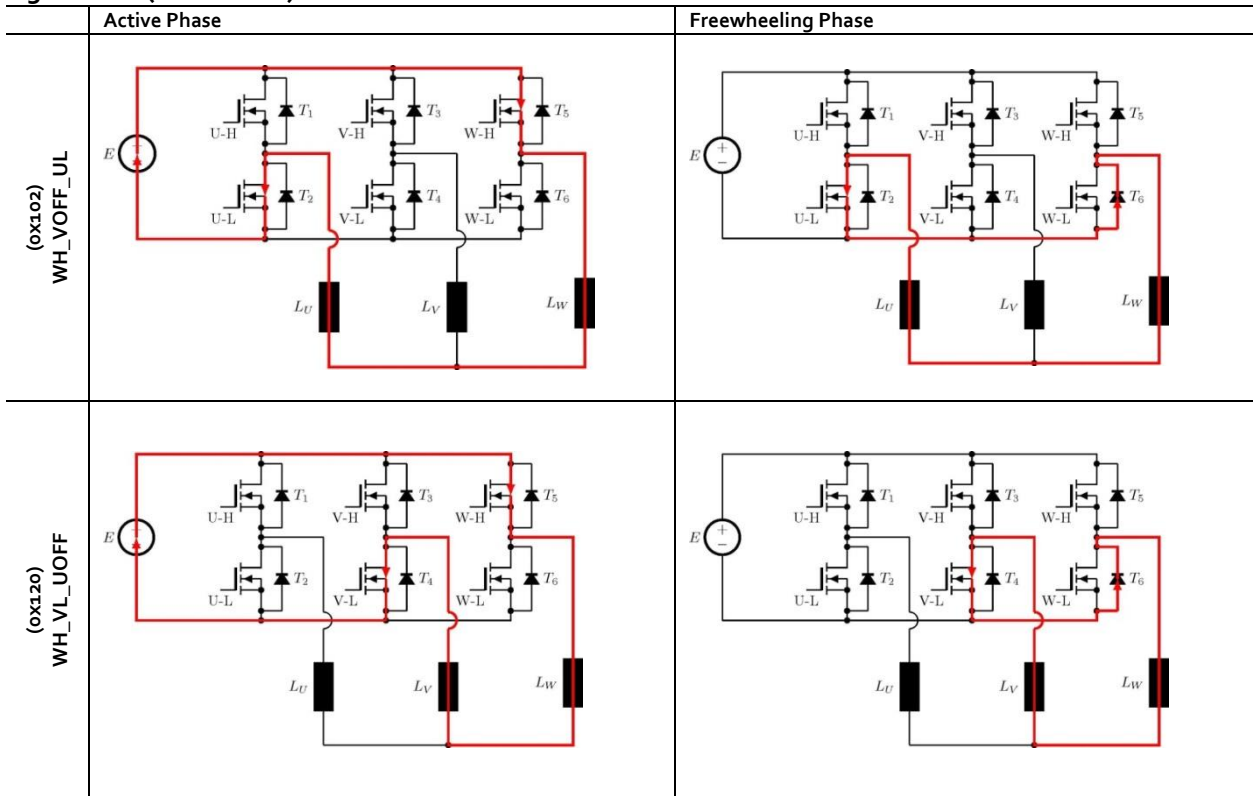 Active Phase
Freewheeling Phase
(0x102)
WH_VOFF_UL
E
+
U-H
T1
V-H
T3
W-H
T5
U-L
T2
V-L
T4
W-L
T6
LU
LV
LW
E
+
−
U-H
T1
V-H
T3
W-H
T5
U-L
T2
V-L
T4
W-L
T6
LU
LV
LW
(0x120)
WH_VL_UOFF
E
+
U-H
T1
V-H
T3
W-H
T5
U-L
T2
V-L
T4
W-L
T6
LU
LV
LW
E
+
−
U-H
T1
V-H
T3
W-H
T5
U-L
T2
V-L
T4
W-L
T6
LU
LV
LW